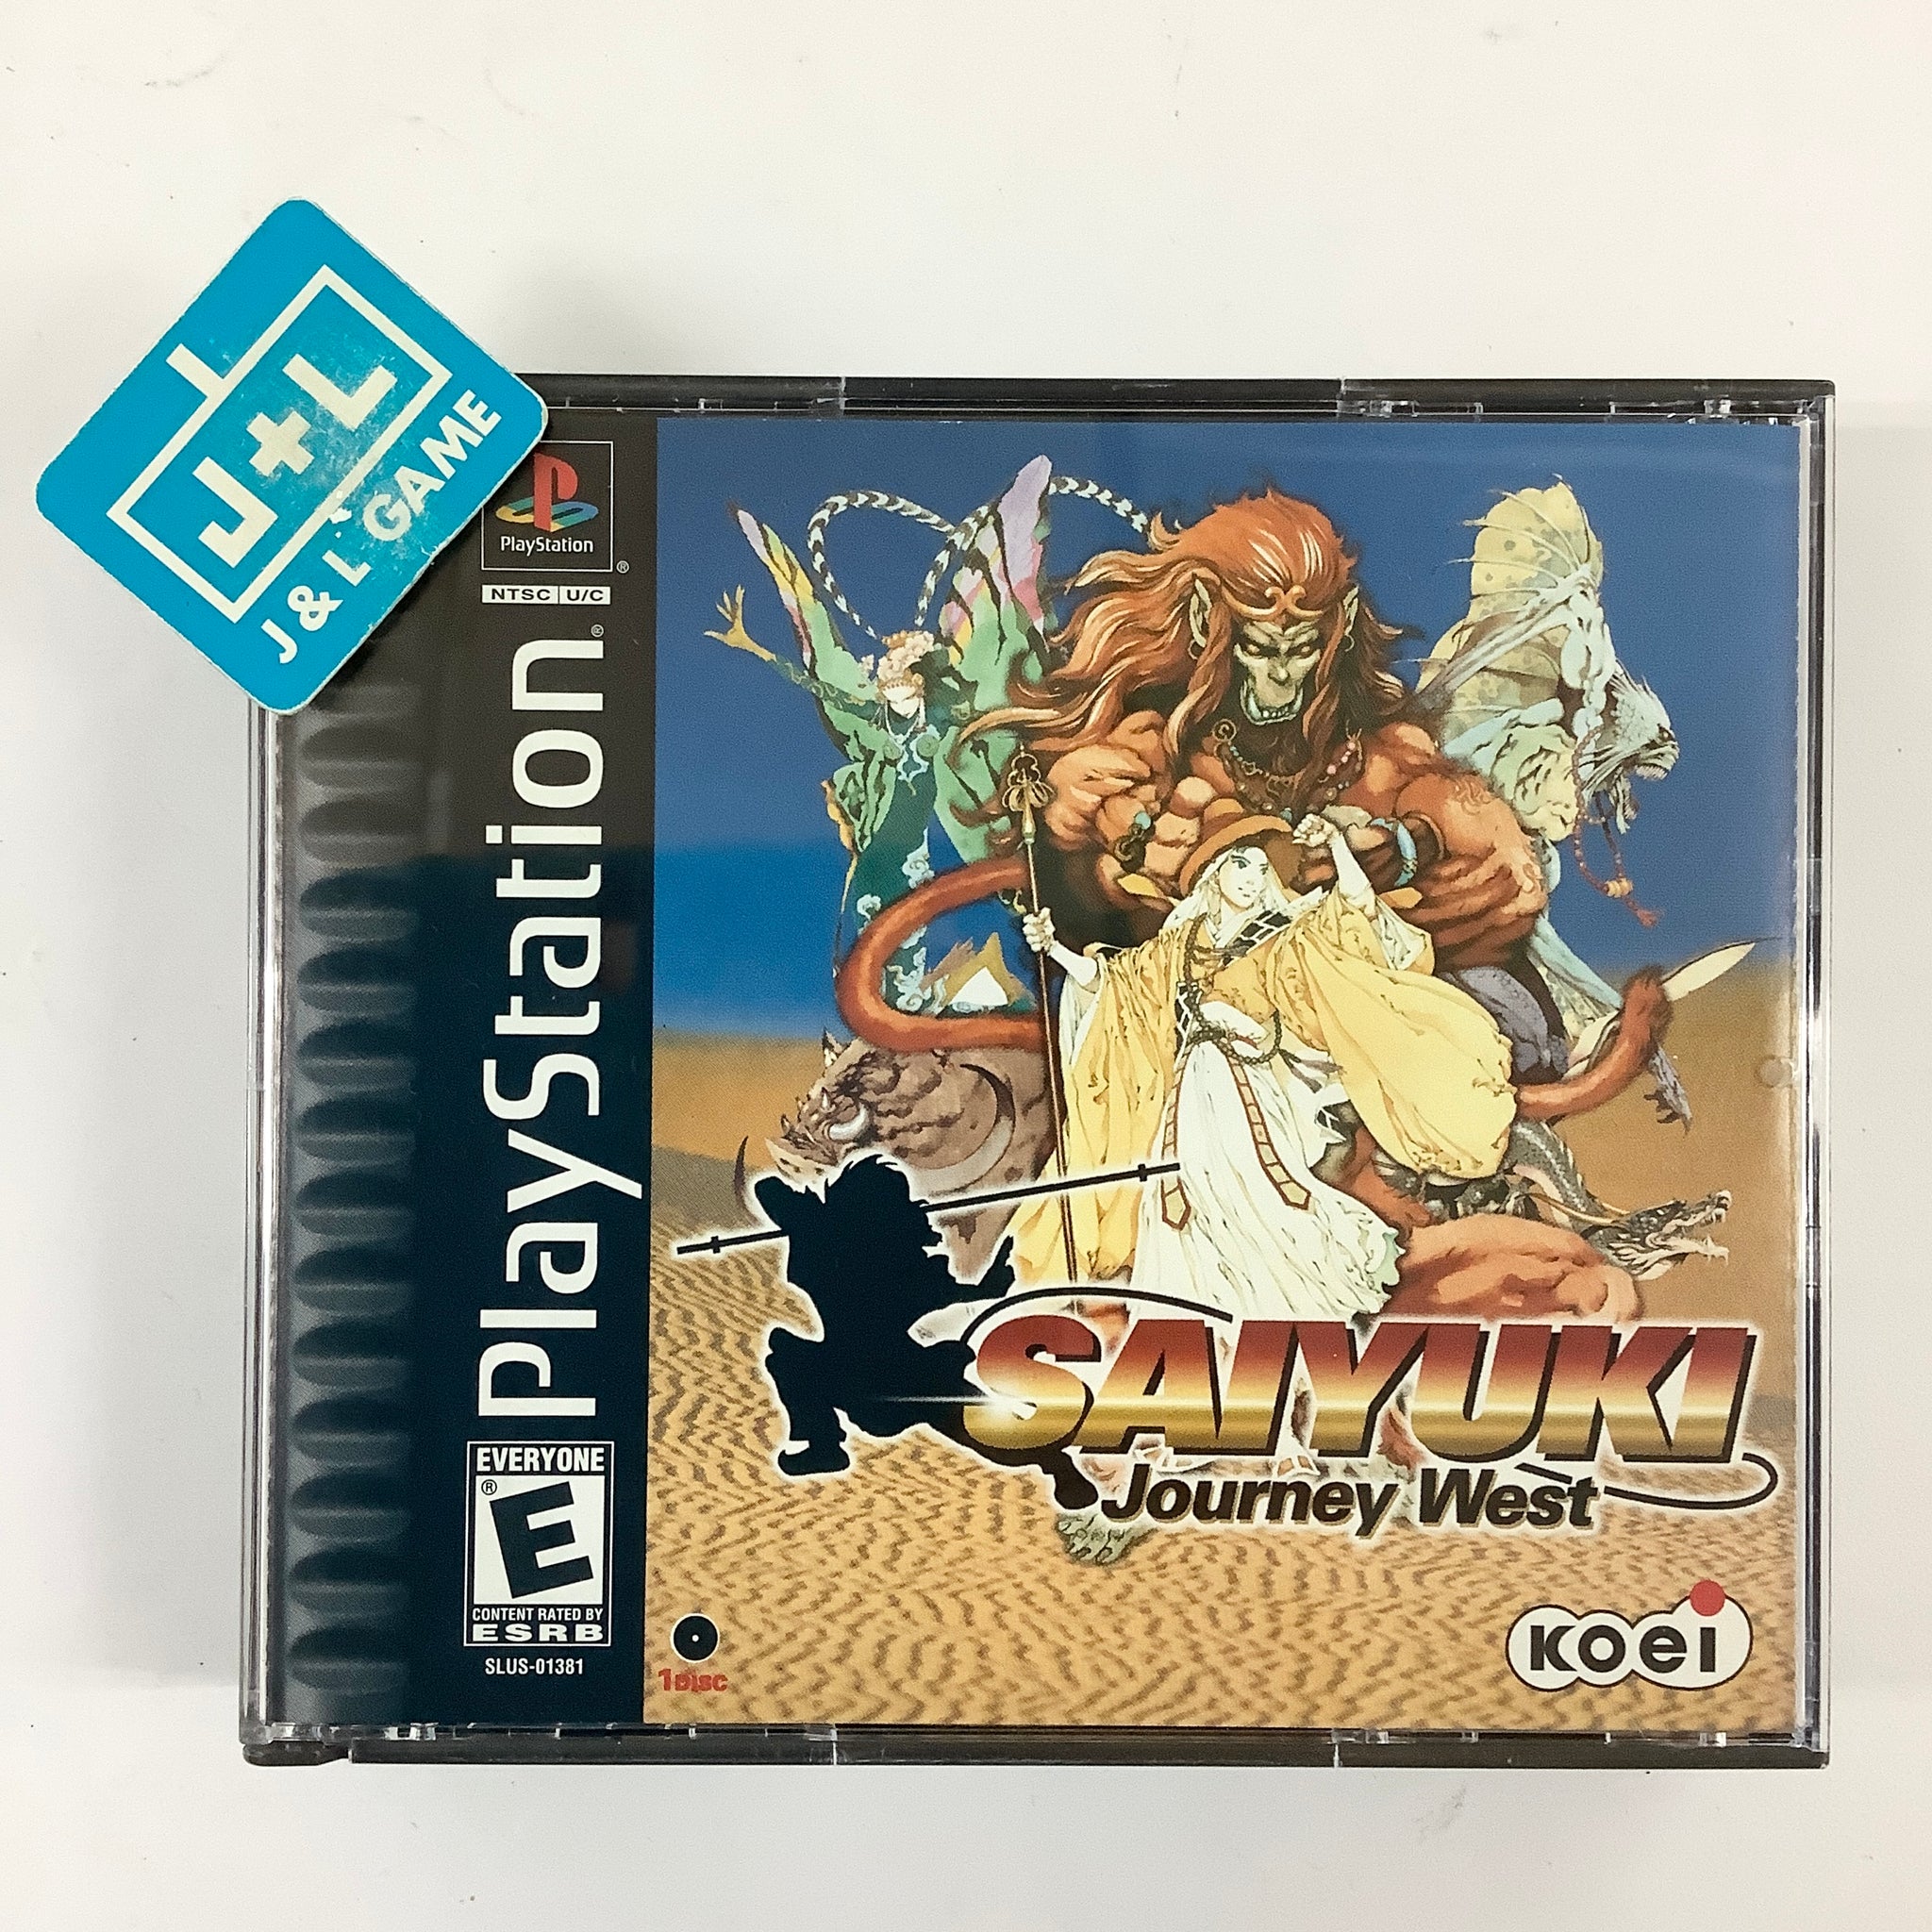 J+L
J & L GAME
PlayStation
®
NTSC U/C
PlayStation®
EVERYONE
®
E
CONTENT RATED BY
ESRB
SLUS-01381
1 DISC
SAIYUKI
Journey West
KOEI